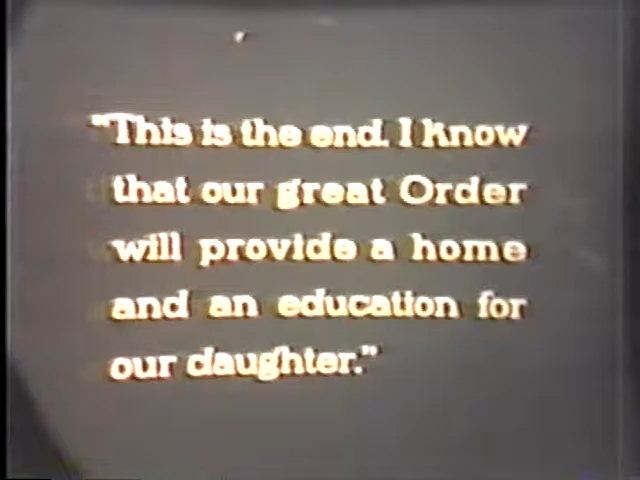 "This is the end. I know
that our great Order
will provide a home
and an education for
our daughter."